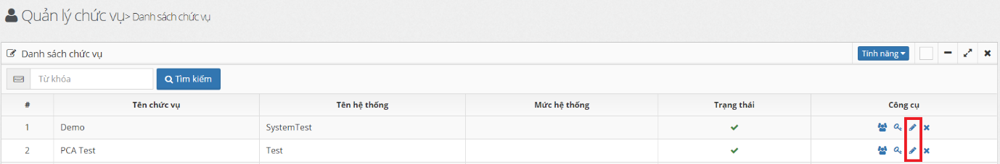 Quản lý chức vụ> Danh sách chức vụ
Danh sách chức vụ
Tính năng
Từ khóa
Tìm kiếm
# Tên chức vụ Tên hệ thống Mức hệ thống Trạng thái Công cụ
1 Demo SystemTest
2 PCA Test Test